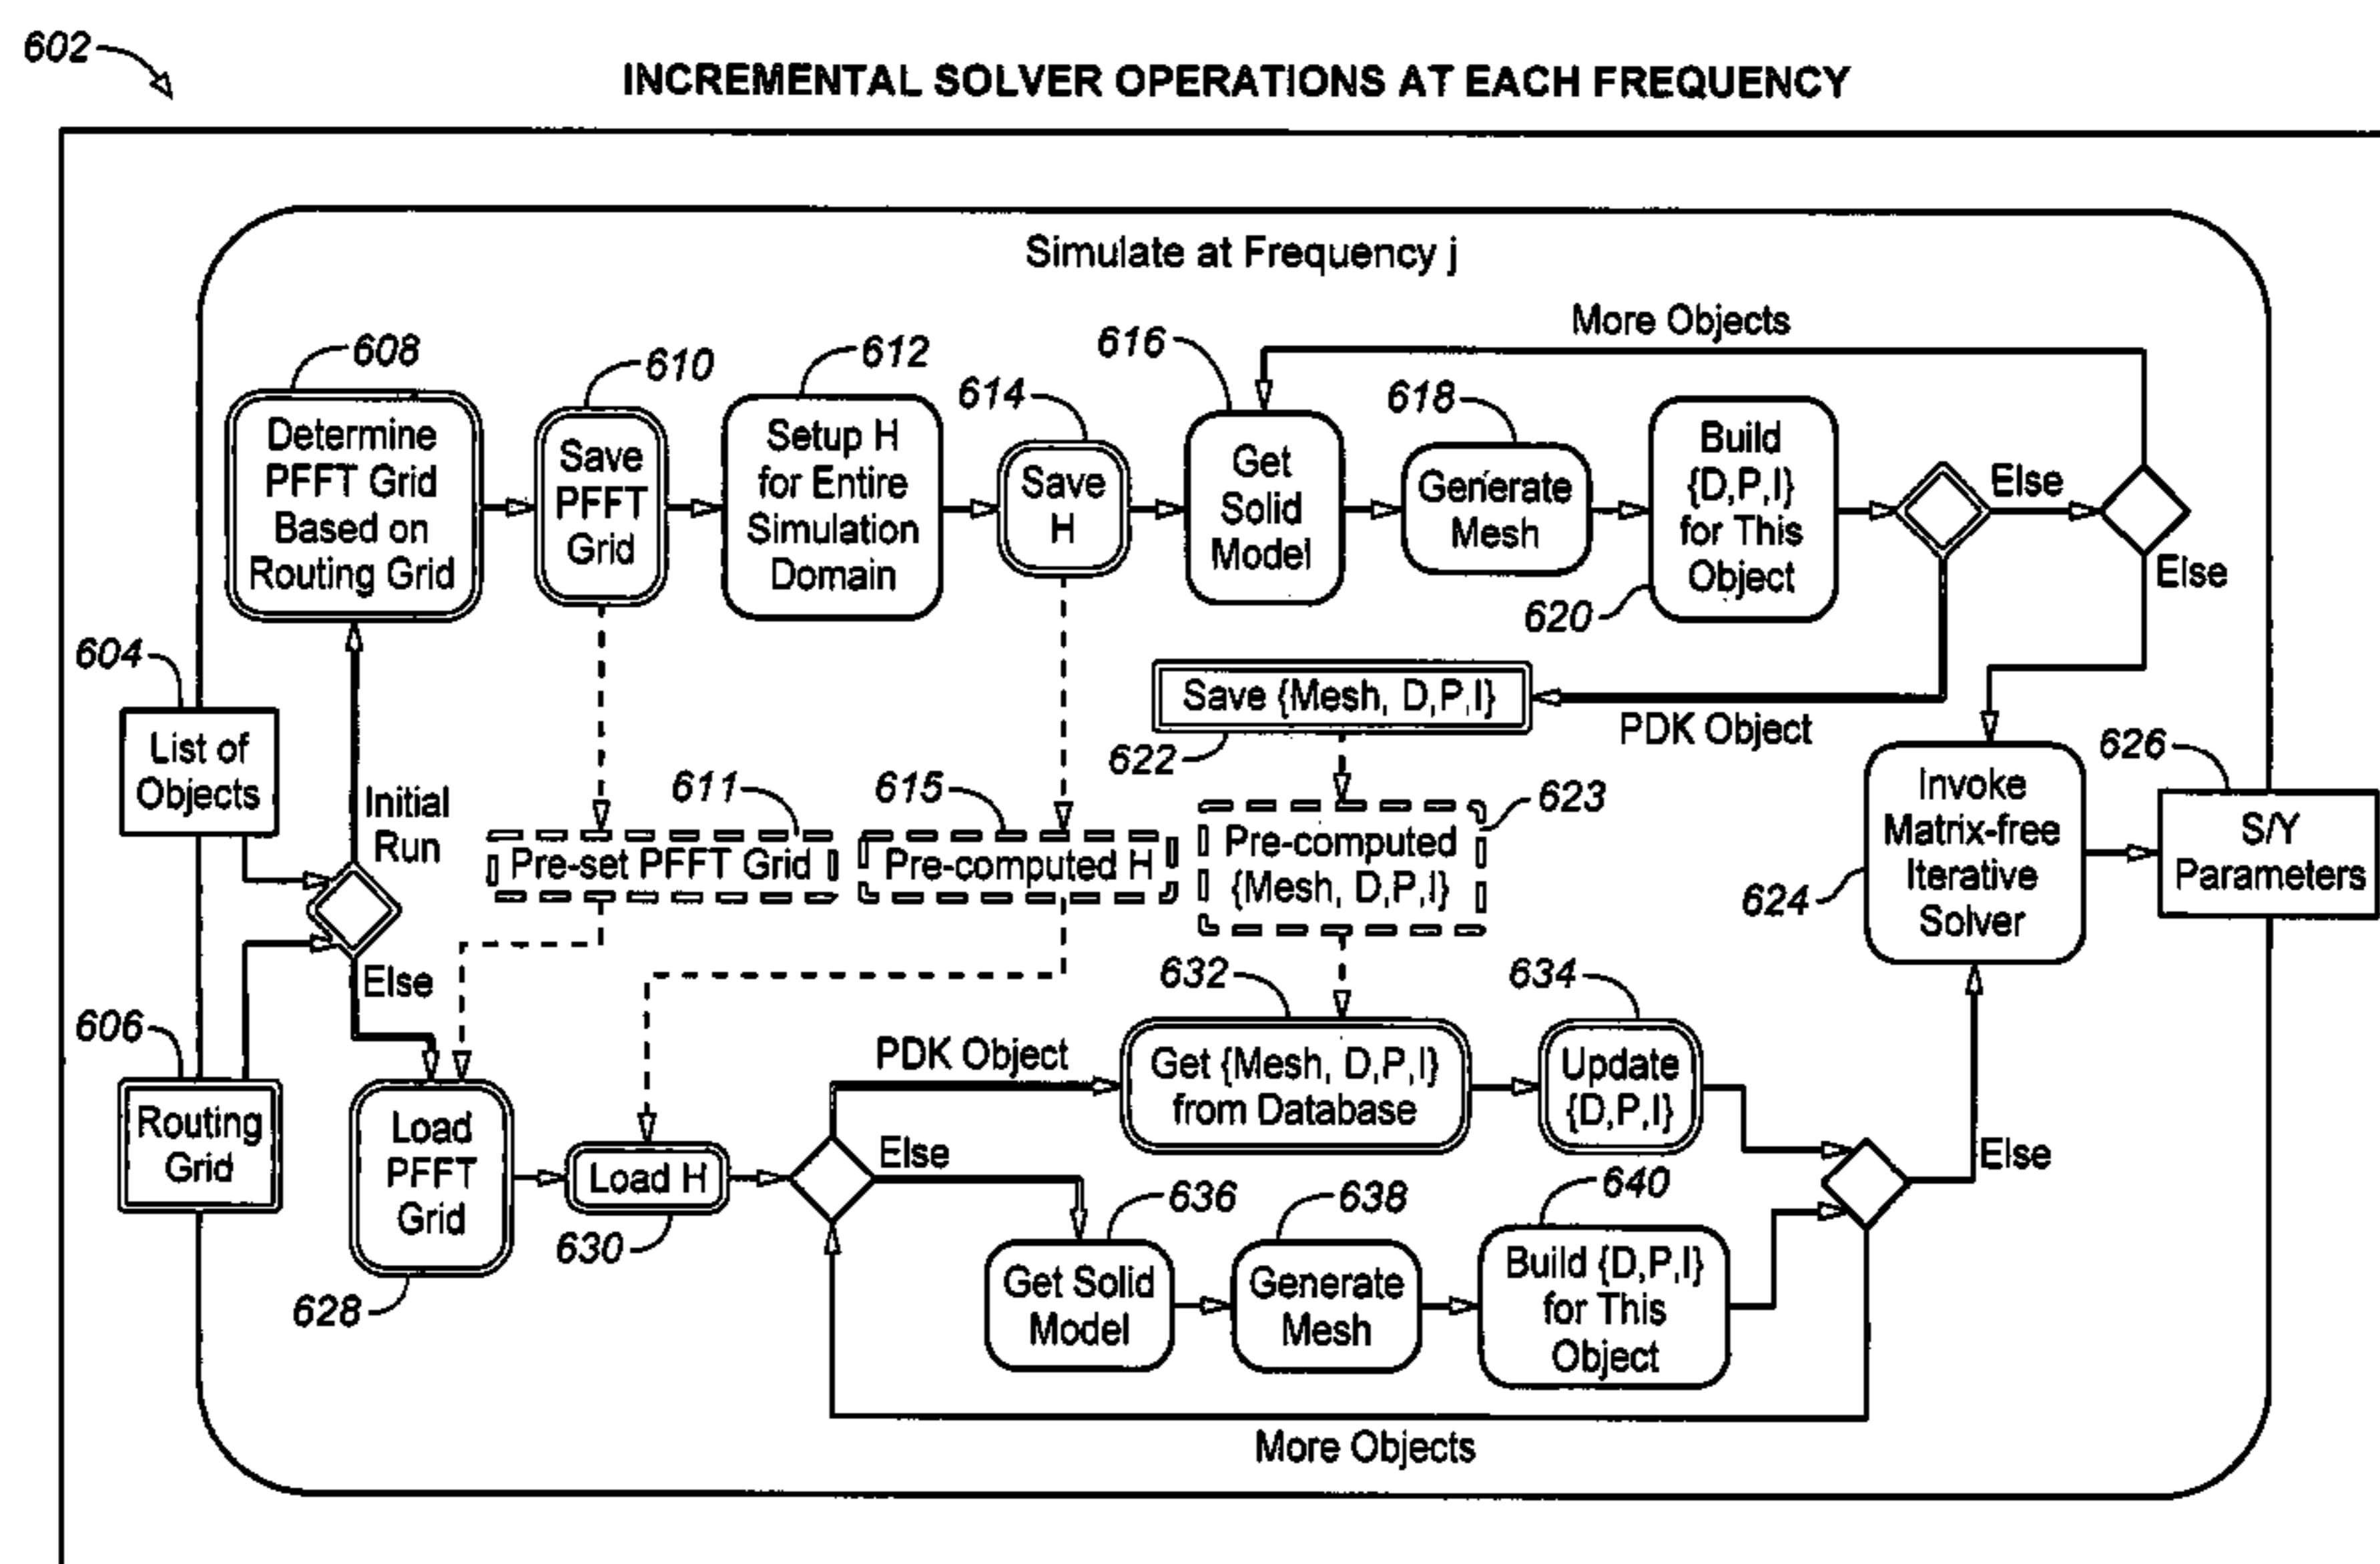 602
INCREMENTAL SOLVER OPERATIONS AT EACH FREQUENCY
Simulate at Frequency j
More Objects
608
610
612
614
616
618
Determine
PFFT Grid
Based on
Routing Grid
Save
PFFT
Grid
Setup H
for Entire
Simulation
Domain
Save
H
Get
Solid
Model
Generate
Mesh
Build
{D,P,I}
for This
Object
620
Else
Else
604
List of
Objects
Initial
Run
Save {Mesh, D,P,I}
622
PDK Object
611
Pre-set PFFT Grid
615
Pre-computed H
623
Pre-computed
{Mesh, D,P,I}
Invoke
Matrix-free
Iterative
Solver
624
626
S/Y
Parameters
Else
606
Routing
Grid
Load
PFFT
Grid
628
Load H
630
PDK Object
Else
632
Get {Mesh, D,P,I}
from Database
634
Update
{D,P,I}
636
Get Solid
Model
638
Generate
Mesh
640
Build {D,P,I}
for This
Object
Else
More Objects